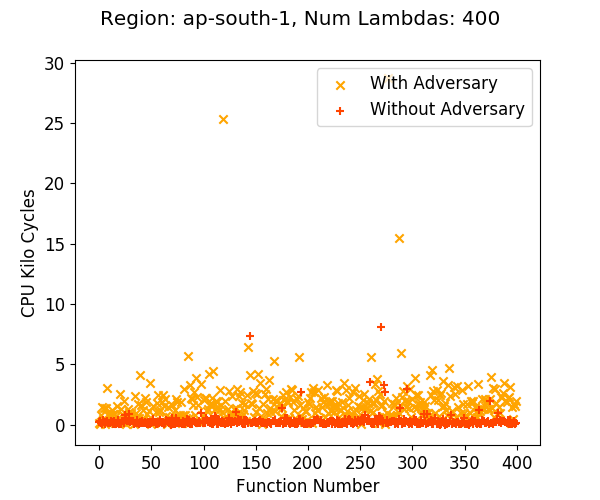 Region: ap-south-1, Num Lambdas: 400
30
25
20
15
10
5
0
CPU Kilo Cycles
With Adversary
Without Adversary
0 50 100 150 200 250 300 350 400
Function Number